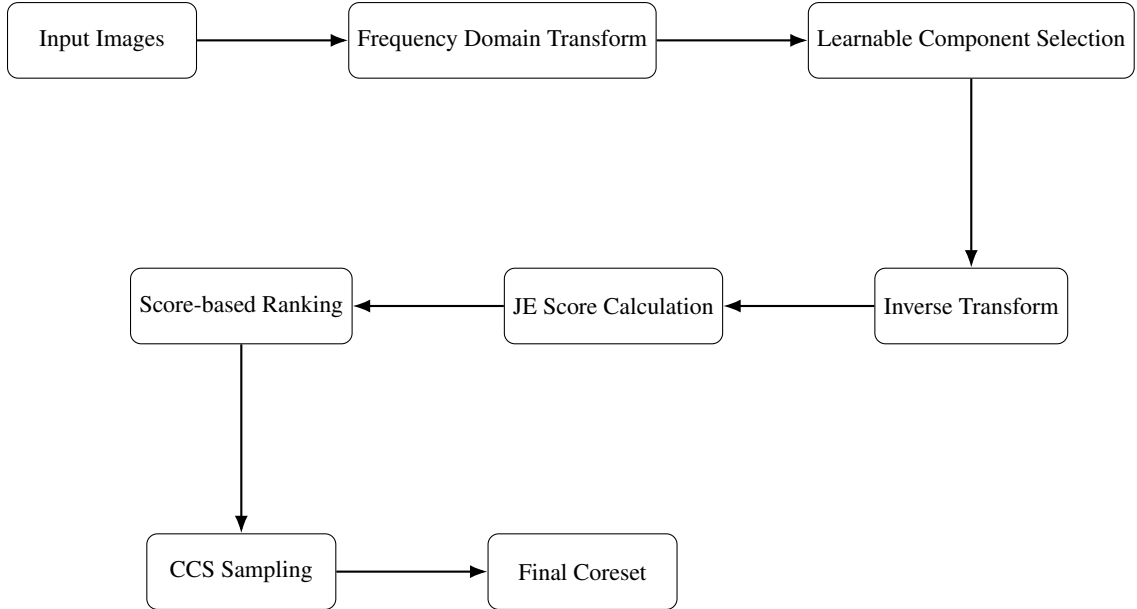 Input Images
Frequency Domain Transform
Learnable Component Selection
Inverse Transform
JE Score Calculation
Score-based Ranking
CCS Sampling
Final Coreset